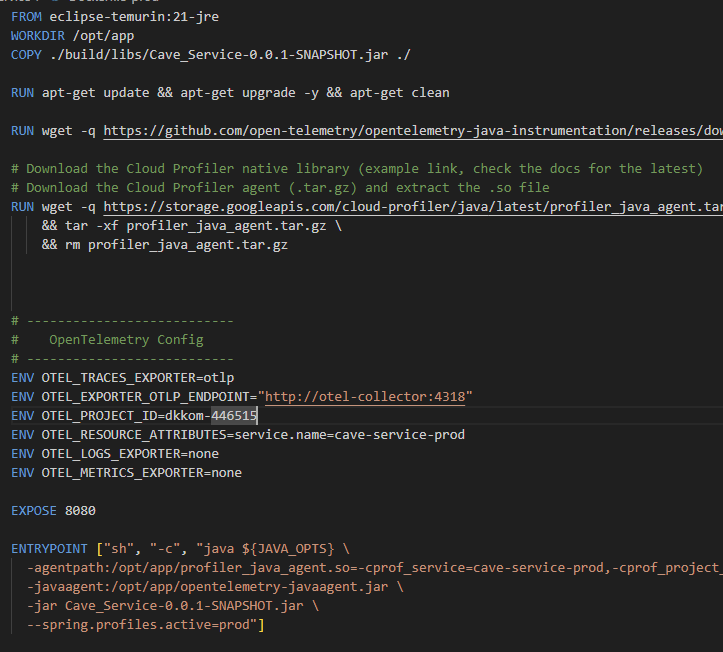 FROM eclipse-temurin:21-jre
WORKDIR /opt/app
COPY ./build/libs/Cave_Service-0.0.1-SNAPSHOT.jar ./
RUN apt-get update && apt-get upgrade -y && apt-get clean
RUN wget -q https://github.com/open-telemetry/opentelemetry-java-instrumentation/releases/dow
# Download the Cloud Profiler native library (example link, check the docs for the latest)
# Download the Cloud Profiler agent (.tar.gz) and extract the .so file
RUN wget -q https://storage.googleapis.com/cloud-profiler/java/latest/profiler_java_agent.tar
&& tar -xf profiler_java_agent.tar.gz \
&& rm profiler_java_agent.tar.gz
# ---------------------------
# OpenTelemetry Config
# ---------------------------
ENV OTEL_TRACES_EXPORTER=otlp
ENV OTEL_EXPORTER_OTLP_ENDPOINT="http://otel-collector:4318"
ENV OTEL_PROJECT_ID=dkkom-446515
ENV OTEL_RESOURCE_ATTRIBUTES=service.name=cave-service-prod
ENV OTEL_LOGS_EXPORTER=none
ENV OTEL_METRICS_EXPORTER=none
EXPOSE 8080
ENTRYPOINT ["sh", "-c", "java ${JAVA_OPTS} \
-agentpath:/opt/app/profiler_java_agent.so=-cprof_service=cave-service-prod,-cprof_project_
-javaagent:/opt/app/opentelemetry-javaagent.jar \
-jar Cave_Service-0.0.1-SNAPSHOT.jar \
--spring.profiles.active=prod"]